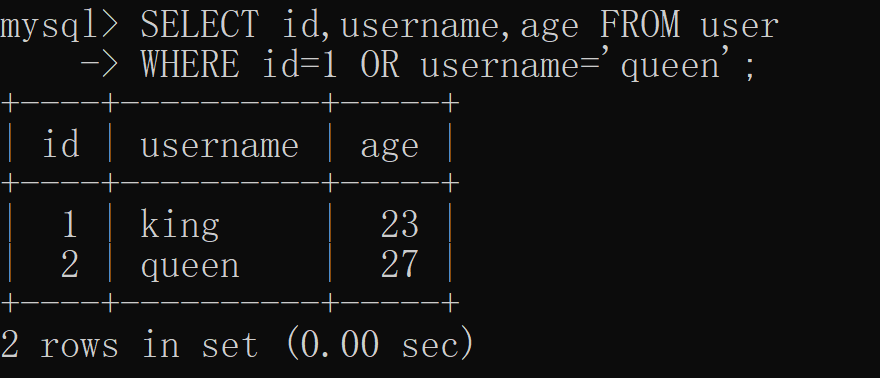 mysql> SELECT id,username,age FROM user
    -> WHERE id=1 OR username='queen';
+----+----------+-----+
| id | username | age |
+----+----------+-----+
|  1 | king     |  23 |
|  2 | queen    |  27 |
+----+----------+-----+
2 rows in set (0.00 sec)